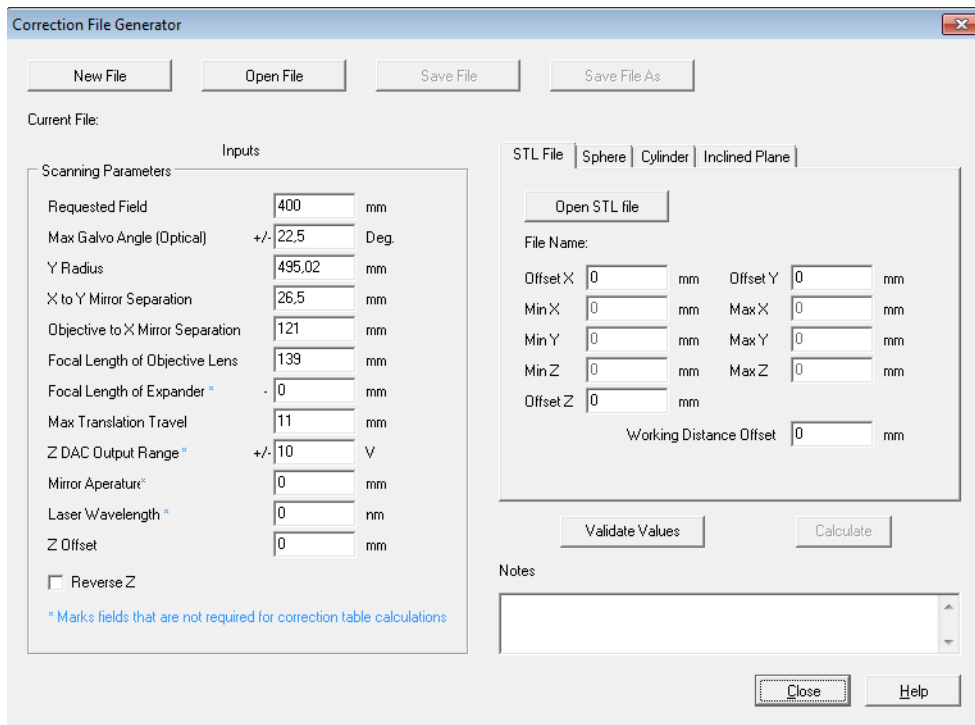 Correction File Generator
New File Open File Save File Save File As
Current File:
Inputs
Scanning Parameters
Requested Field 400 mm
Max Galvo Angle (Optical) +/- 22,5 Deg.
Y Radius 495,02 mm
X to Y Mirror Separation 26,5 mm
Objective to X Mirror Separation 121 mm
Focal Length of Objective Lens 139 mm
Focal Length of Expander * - 0 mm
Max Translation Travel 11 mm
Z DAC Output Range * +/- 10 V
Mirror Aperature* 0 mm
Laser Wavelength * 0 nm
Z Offset 0 mm
Reverse Z
* Marks fields that are not required for correction table calculations
STL File Sphere Cylinder Inclined Plane
Open STL file
File Name:
Offset X 0 mm Offset Y 0 mm
Min X 0 mm Max X 0 mm
Min Y 0 mm Max Y 0 mm
Min Z 0 mm Max Z 0 mm
Offset Z 0 mm
Working Distance Offset 0 mm
Validate Values Calculate
Notes
Close Help